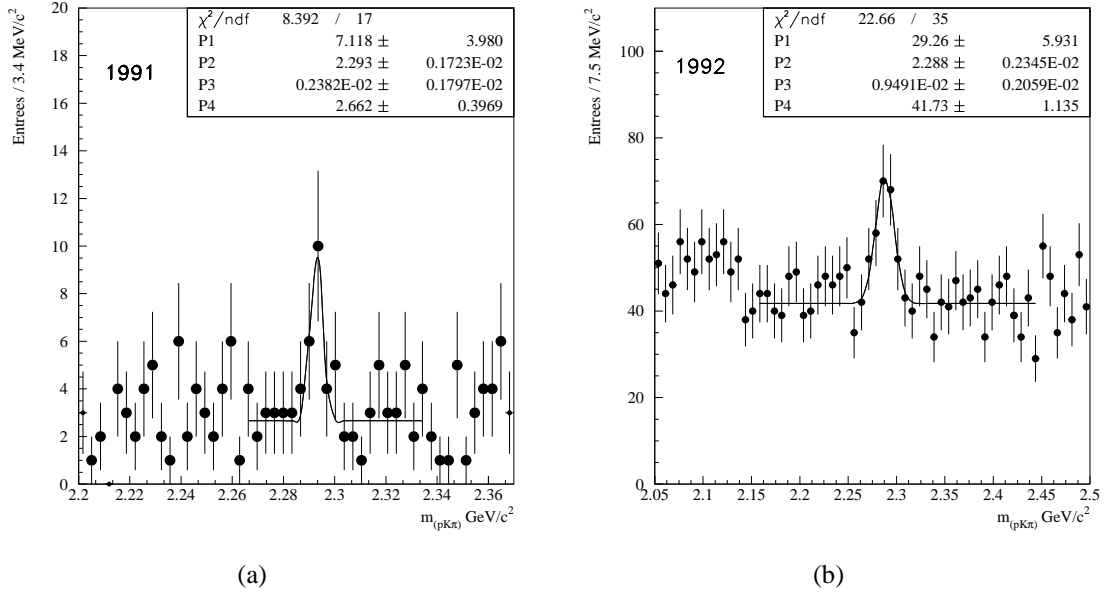 Entrees / 3.4 MeV/c²
1991
χ²/ndf 8.392 / 17
P1 7.118 ± 3.980
P2 2.293 ± 0.1723E-02
P3 0.2382E-02 ± 0.1797E-02
P4 2.662 ± 0.3969
20
18
16
14
12
10
8
6
4
2
0
2.2 2.22 2.24 2.26 2.28 2.3 2.32 2.34 2.36
m(pKπ) GeV/c²
(a)
Entrees / 7.5 MeV/c²
1992
χ²/ndf 22.66 / 35
P1 29.26 ± 5.931
P2 2.288 ± 0.2345E-02
P3 0.9491E-02 ± 0.2059E-02
P4 41.73 ± 1.135
100
80
60
40
20
0
2.05 2.1 2.15 2.2 2.25 2.3 2.35 2.4 2.45 2.5
m(pKπ) GeV/c²
(b)